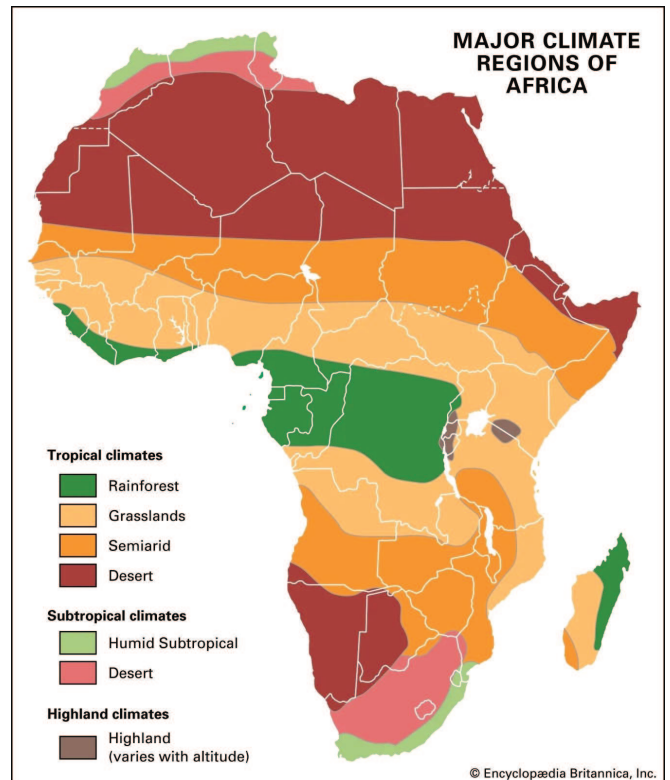 MAJOR CLIMATE
REGIONS OF
AFRICA
Tropical climates
Rainforest
Grasslands
Semiarid
Desert
Subtropical climates
Humid Subtropical
Desert
Highland climates
Highland
(varies with altitude)
© Encyclopædia Britannica, Inc.